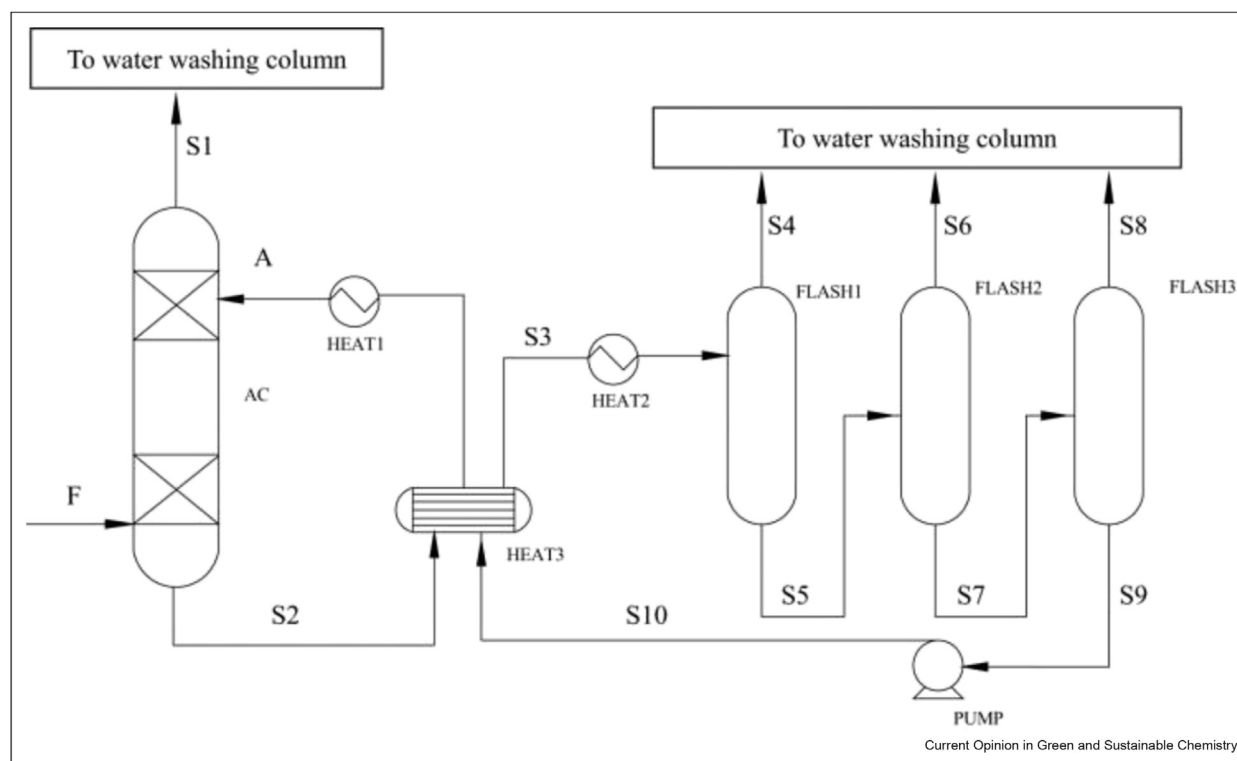 To water washing column
S1
To water washing column
S4
S6
S8
A
FLASH1
FLASH2
FLASH3
HEAT1
S3
HEAT2
AC
F
HEAT3
S2
S10
S5
S7
S9
PUMP
Current Opinion in Green and Sustainable Chemistry